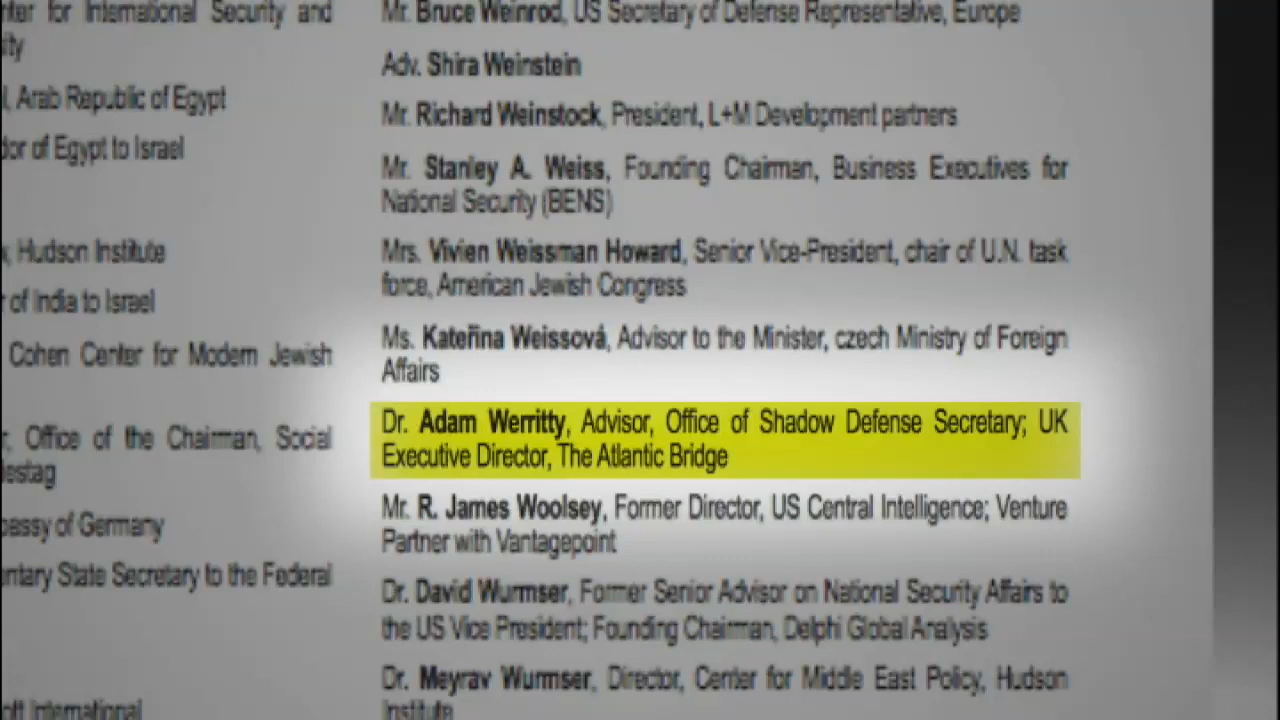 nter for International Security and
ity
l, Arab Republic of Egypt
dor of Egypt to Israel
, Hudson Institute
r of India to Israel
Cohen Center for Modern Jewish
r, Office of the Chairman, Social
destag
bassy of Germany
entary State Secretary to the Federal
ott International
Mr. Bruce Weinrod, US Secretary of Defense Representative, Europe
Adv. Shira Weinstein
Mr. Richard Weinstock, President, L+M Development partners
Mr. Stanley A. Weiss, Founding Chairman, Business Executives for
National Security (BENS)
Mrs. Vivien Weissman Howard, Senior Vice-President, chair of U.N. task
force, American Jewish Congress
Ms. Kateřina Weissová, Advisor to the Minister, czech Ministry of Foreign
Affairs
Dr. Adam Werritty, Advisor, Office of Shadow Defense Secretary; UK
Executive Director, The Atlantic Bridge
Mr. R. James Woolsey, Former Director, US Central Intelligence; Venture
Partner with Vantagepoint
Dr. David Wurmser, Former Senior Advisor on National Security Affairs to
the US Vice President; Founding Chairman, Delphi Global Analysis
Dr. Meyrav Wurmser, Director, Center for Middle East Policy, Hudson
Institute